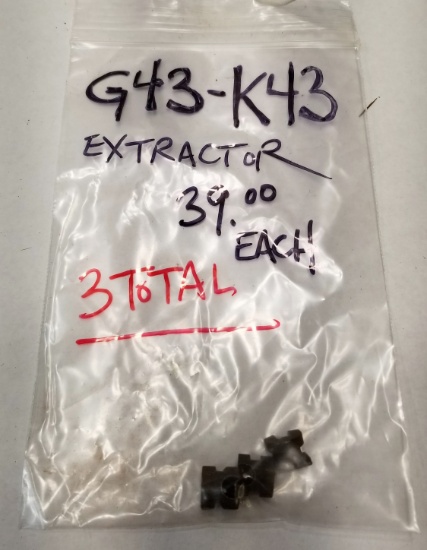 G43-K43
EXTRACTOR
39.00
EACH
3 TOTAL